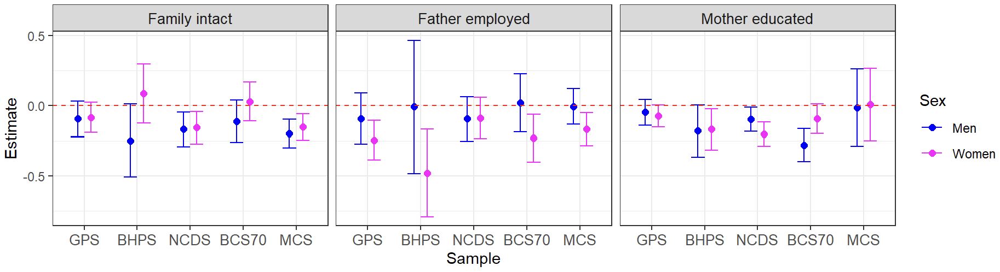 Family intact
Father employed
Mother educated
0.5
0.0
-0.5
Estimate
GPS BHPS NCDS BCS70 MCS
GPS BHPS NCDS BCS70 MCS
GPS BHPS NCDS BCS70 MCS
Sample
Sex
Men
Women